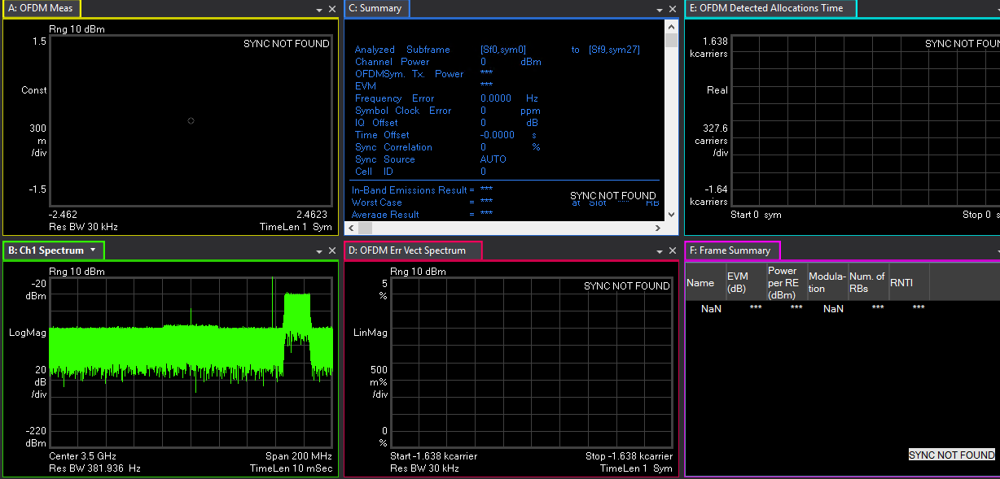 A: OFDM Meas
Rng 10 dBm
1.5
SYNC NOT FOUND
Const
300
m
/div
-1.5
-2.462
2.4623
Res BW 30 kHz
TimeLen 1 Sym
C: Summary
Analyzed Subframe [Sf0,sym0] to [Sf9,sym27]
Channel Power 0 dBm
OFDMSym. Tx. Power ***
EVM ***
Frequency Error 0.0000 Hz
Symbol Clock Error 0 ppm
IQ Offset 0 dB
Time Offset -0.0000 s
Sync Correlation 0 %
Sync Source AUTO
Cell ID 0
In-Band Emissions Result = ***
SYNC NOT FOUND
Worst Case = *** at Slot RB
Average Result = ***
E: OFDM Detected Allocations Time
1.638
kcarriers
SYNC NOT FOUN
Real
327.6
carriers
/div
-1.64
kcarriers
Start 0 sym
Stop 0 s
B: Ch1 Spectrum
Rng 10 dBm
-20
dBm
LogMag
20
dB
/div
-220
dBm
Center 3.5 GHz
Span 200 MHz
Res BW 381.936 Hz
TimeLen 10 mSec
D: OFDM Err Vect Spectrum
Rng 10 dBm
5
%
SYNC NOT FOUND
LinMag
500
m%
/div
0
%
Start -1.638 kcarrier
Stop -1.638 kcarrier
Res BW 30 kHz
TimeLen 1 Sym
F: Frame Summary
Name EVM (dB) Power per RE (dBm) Modula-tion Num. of RBs RNTI
NaN *** *** NaN *** ***
SYNC NOT FOUND